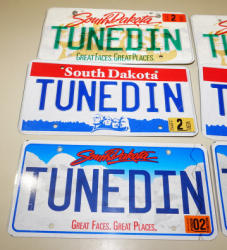 South Dakota 2
TUNEDIN
GREAT FACES. GREAT PLACES.
South Dakota
TUNEDIN
2
South Dakota
TUNEDIN
GREAT FACES. GREAT PLACES. 02